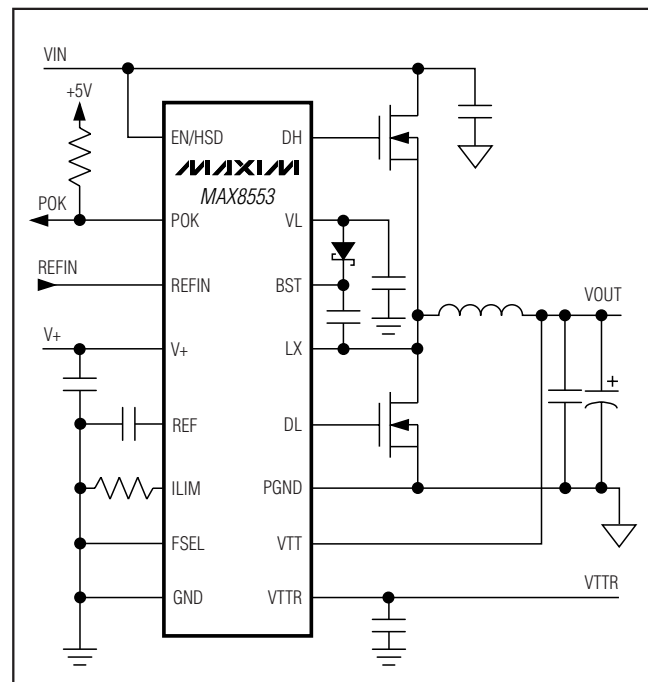 VIN
+5V
EN/HSD
DH
MAXIM
MAX8553
POK
POK
VL
REFIN
REFIN
BST
VOUT
V+
V+
LX
+
REF
DL
ILIM
PGND
FSEL
VTT
GND
VTTR
VTTR